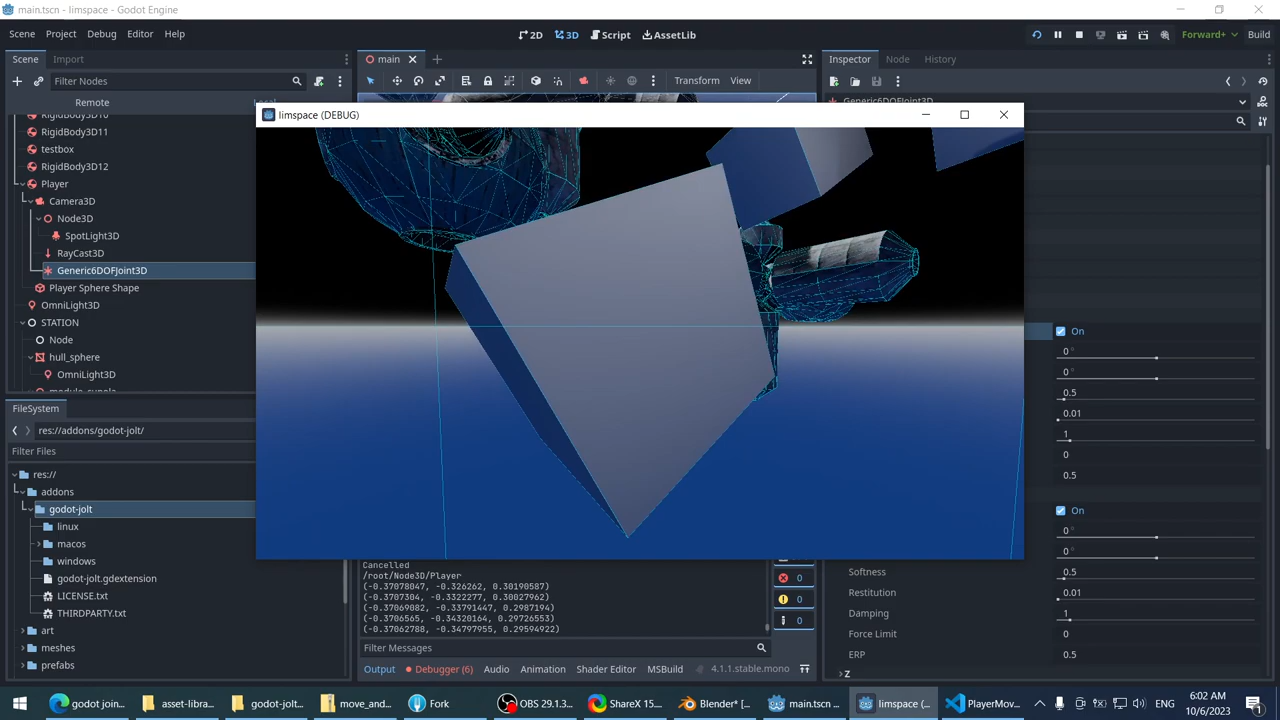 main.tscn - limspace - Godot Engine
Scene Project Debug Editor Help
2D 3D Script AssetLib
Forward+ Build
Scene Import
main
Inspector Node History
Filter Nodes
Transform View
Remote
Generic6DOFJoint3D
RigidBody3D10
RigidBody3D11
testbox
RigidBody3D12
Player
Camera3D
Node3D
SpotLight3D
RayCast3D
Generic6DOFJoint3D
Player Sphere Shape
OmniLight3D
STATION
Node
hull_sphere
OmniLight3D
module_cupola
limspace (DEBUG)
On
0 °
0 °
0.5
0.01
1
0
0.5
On
0 °
0 °
Softness 0.5
Restitution 0.01
Damping 1
Force Limit 0
ERP 0.5
Z
FileSystem
res://addons/godot-jolt/
Filter Files
res://
addons
godot-jolt
linux
macos
windows
godot-jolt.gdextension
LICENSE.txt
THIRDPARTY.txt
art
meshes
prefabs
Cancelled
/root/Node3D/Player
(-0.37078047, -0.326262, 0.30190587)
(-0.3707304, -0.3322277, 0.30027962)
(-0.37069082, -0.33791447, 0.2987194)
(-0.3706565, -0.34320164, 0.29726553)
(-0.37062788, -0.34797955, 0.29594922)
0
0
0
Filter Messages
Output Debugger (6) Audio Animation Shader Editor MSBuild 4.1.1.stable.mono
godot join... asset-libra... godot-jolt... move_and... Fork OBS 29.1.3... ShareX 15.... Blender* [... main.tscn ... limspace (... PlayerMov... ENG
6:02 AM
10/6/2023
1